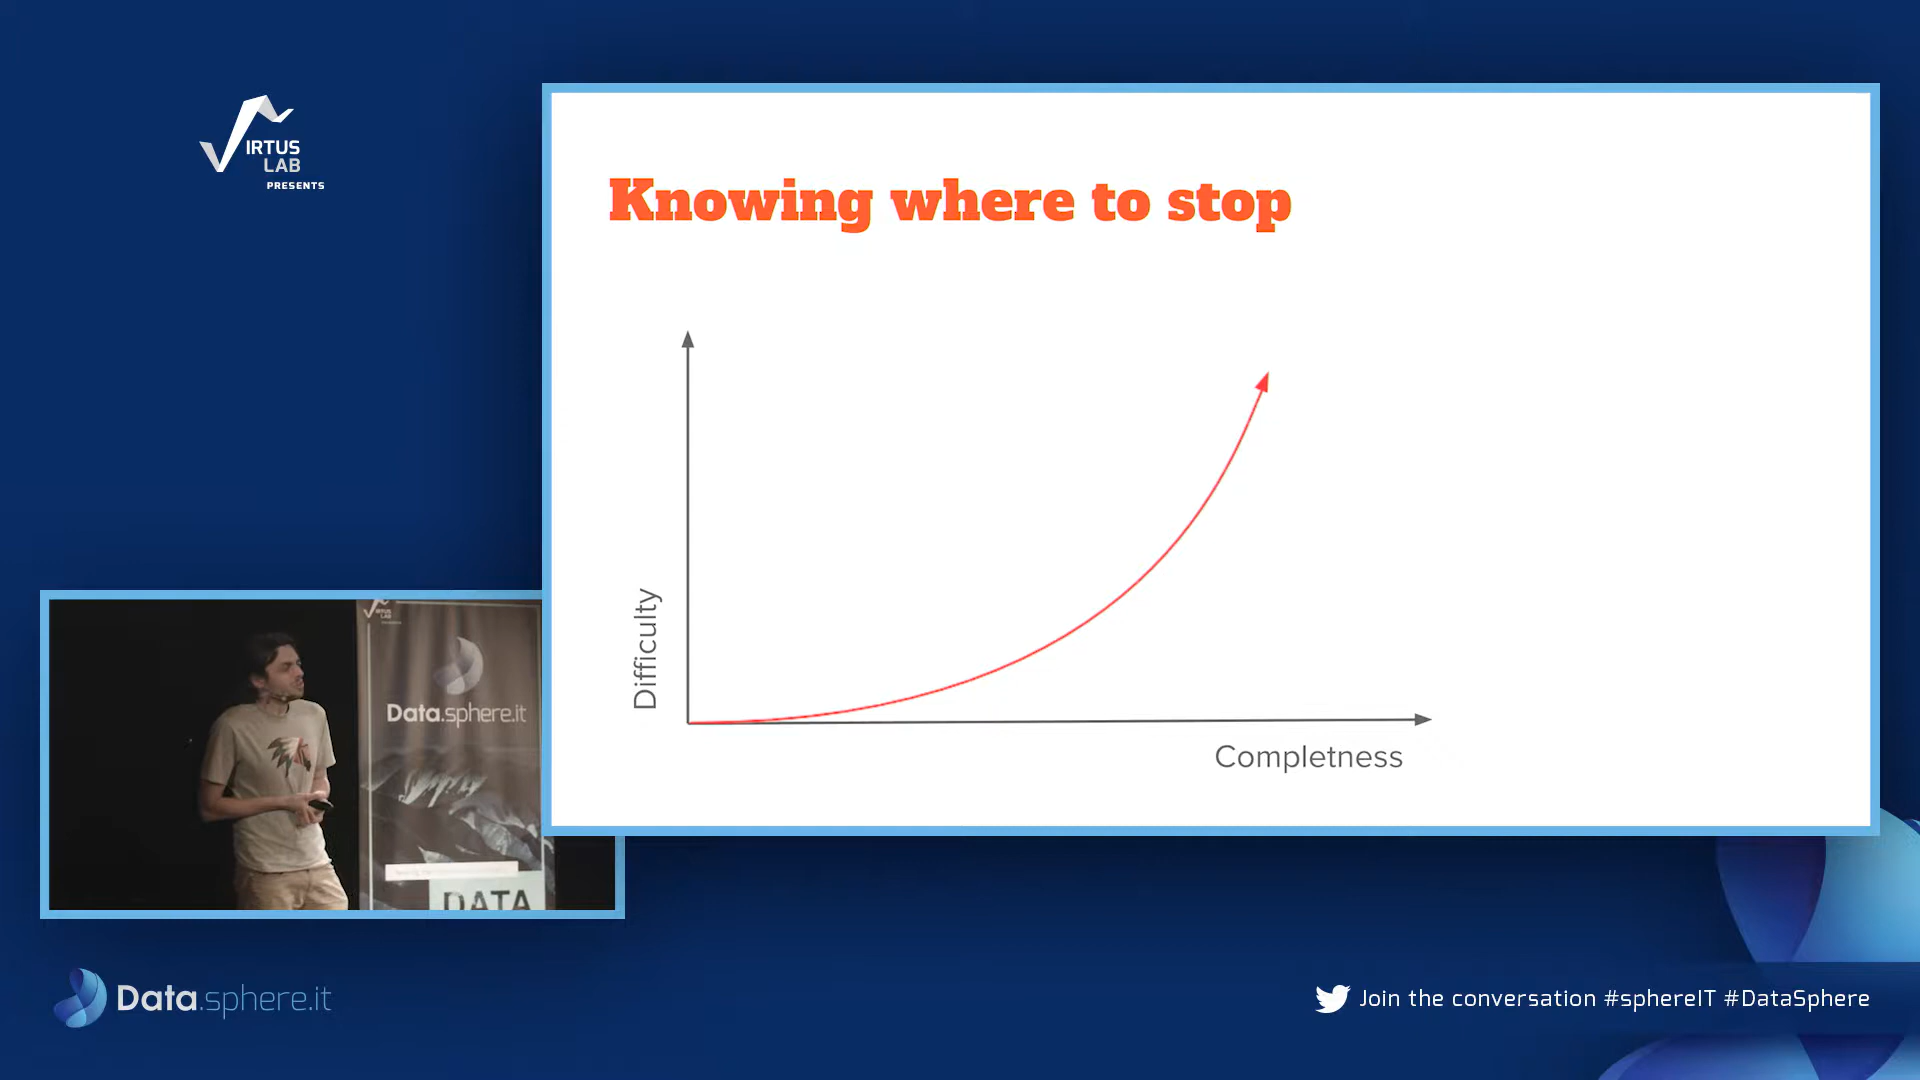 IRTUS
LAB
PRESENTS
Knowing where to stop
Difficulty
Completness
Data.sphere.it
DATA
Data.sphere.it
Join the conversation #sphereIT #DataSphere